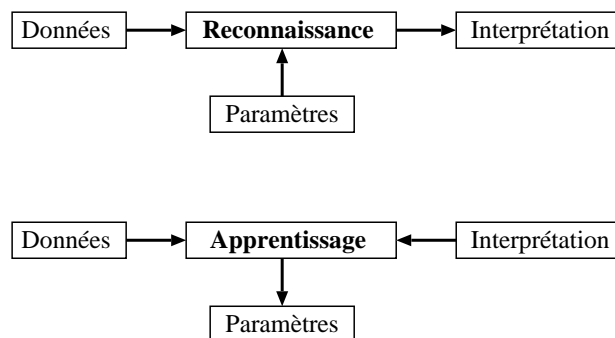 Données
Reconnaissance
Interprétation
Paramètres
Données
Apprentissage
Interprétation
Paramètres